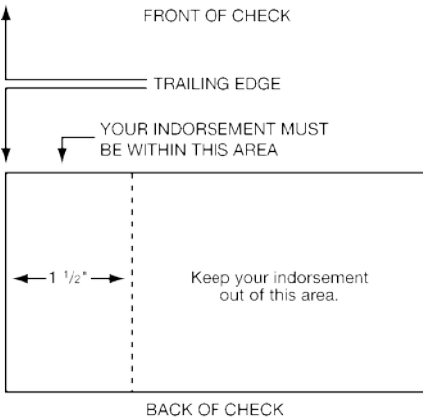 FRONT OF CHECK
TRAILING EDGE
YOUR INDORSEMENT MUST
BE WITHIN THIS AREA
1 1/2"
Keep your indorsement
out of this area.
BACK OF CHECK